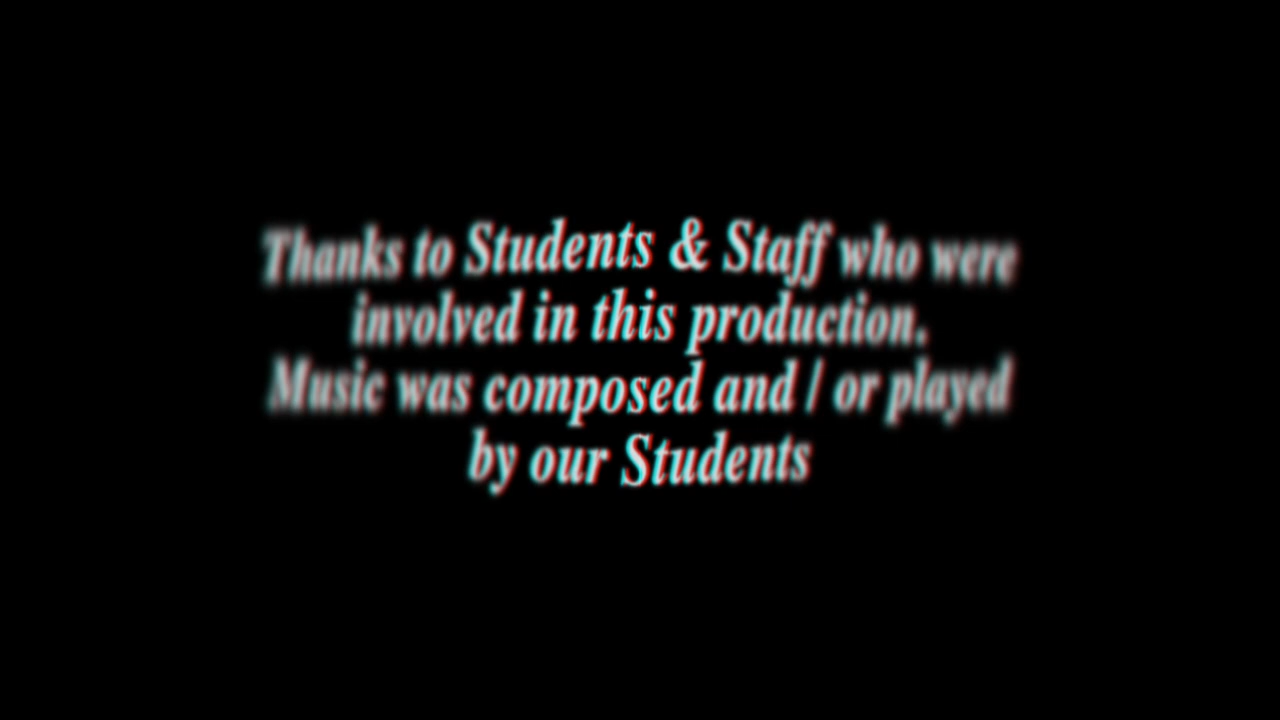 Thanks to Students & Staff who were
involved in this production.
Music was composed and / or played
by our Students